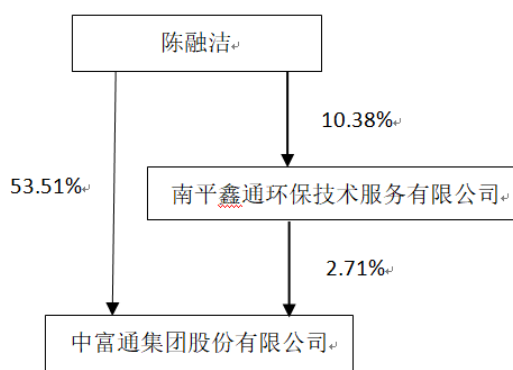 陈融洁
10.38%
53.51%
南平鑫通环保技术服务有限公司
2.71%
中富通集团股份有限公司